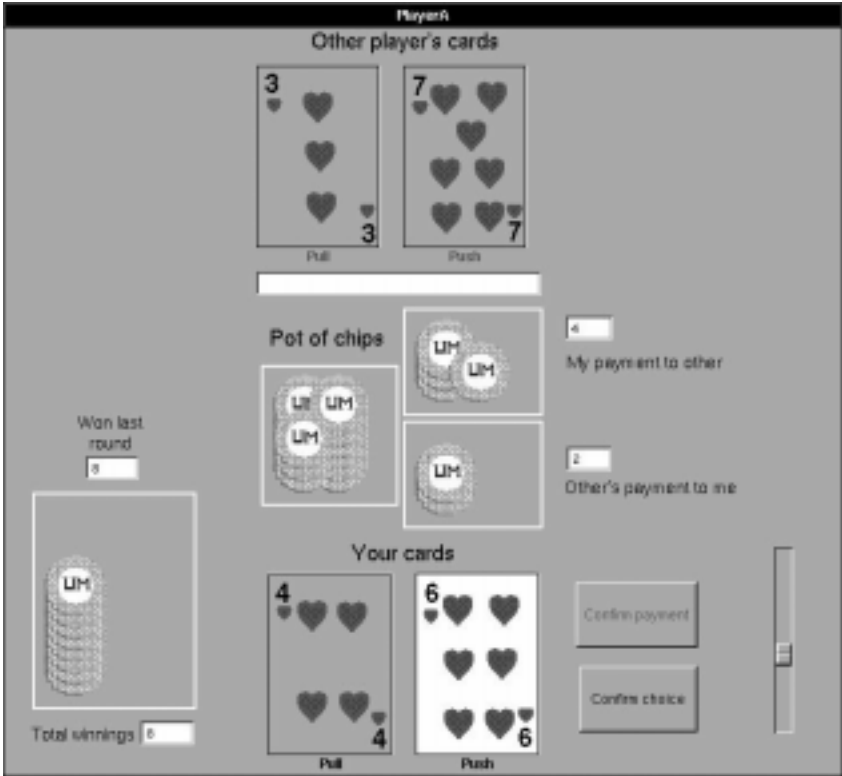 PlayerA
Other player's cards
3
7
3
7
Pull
Push
Pot of chips
4
My payment to other
UM
UM
UM
UM
2
Other's payment to me
UM
Won last
round
8
UM
Your cards
4
6
4
6
Pull
Push
Confirm payment
Confirm choice
Total winnings